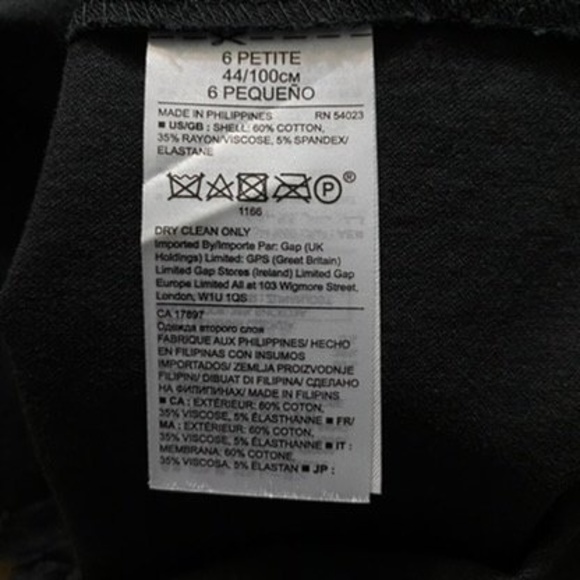 6 PETITE
44/100см
6 PEQUEÑO
MADE IN PHILIPPINES RN 54023
■ US/GB : SHELL: 60% COTTON,
35% RAYON/VISCOSE, 5% SPANDEX/
ELASTANE
P ®
1166
DRY CLEAN ONLY
Imported By/Importe Par: Gap (UK
Holdings) Limited: GPS (Great Britain)
Limited Gap Stores (Ireland) Limited Gap
Europe Limited All at 103 Wigmore Street,
London, W1U 1QS
CA 17897
Одежда второго слоя
FABRIQUE AUX PHILIPPINES/ HECHO
EN FILIPINAS CON INSUMOS
IMPORTADOS/ ZEMLJA PROIZVODNJE
FILIPINI/ DIBUAT DI FILIPINA/ СДЕЛАНО
НА ФИЛИПИНАХ/ MADE IN FILIPINS
■ CA : EXTÉRIEUR: 60% COTON,
35% VISCOSE, 5% ÉLASTHANNE ■ FR/
MA : EXTÉRIEUR: 60% COTON,
35% VISCOSE, 5% ÉLASTHANNE ■ IT :
MEMBRANA: 60% COTONE,
35% VISCOSA, 5% ELASTAN ■ JP :